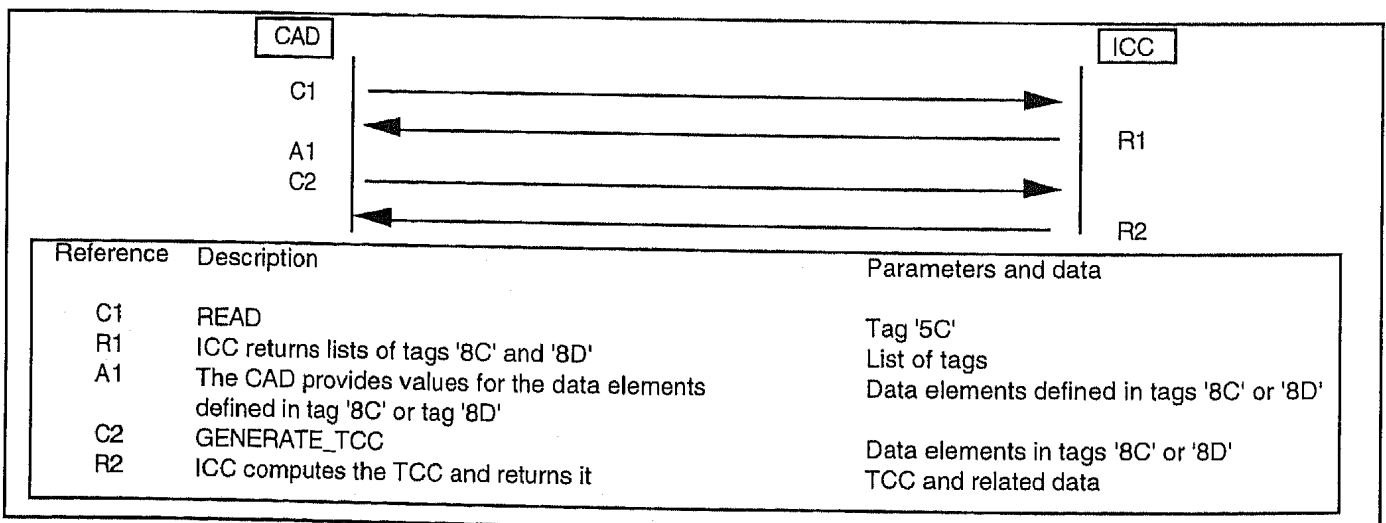 CAD ICC
C1
R1
A1
C2
R2
Reference Description Parameters and data
C1 READ Tag '5C'
R1 ICC returns lists of tags '8C' and '8D' List of tags
A1 The CAD provides values for the data elements Data elements defined in tags '8C' or '8D'
defined in tag '8C' or tag '8D'
C2 GENERATE_TCC Data elements in tags '8C' or '8D'
R2 ICC computes the TCC and returns it TCC and related data